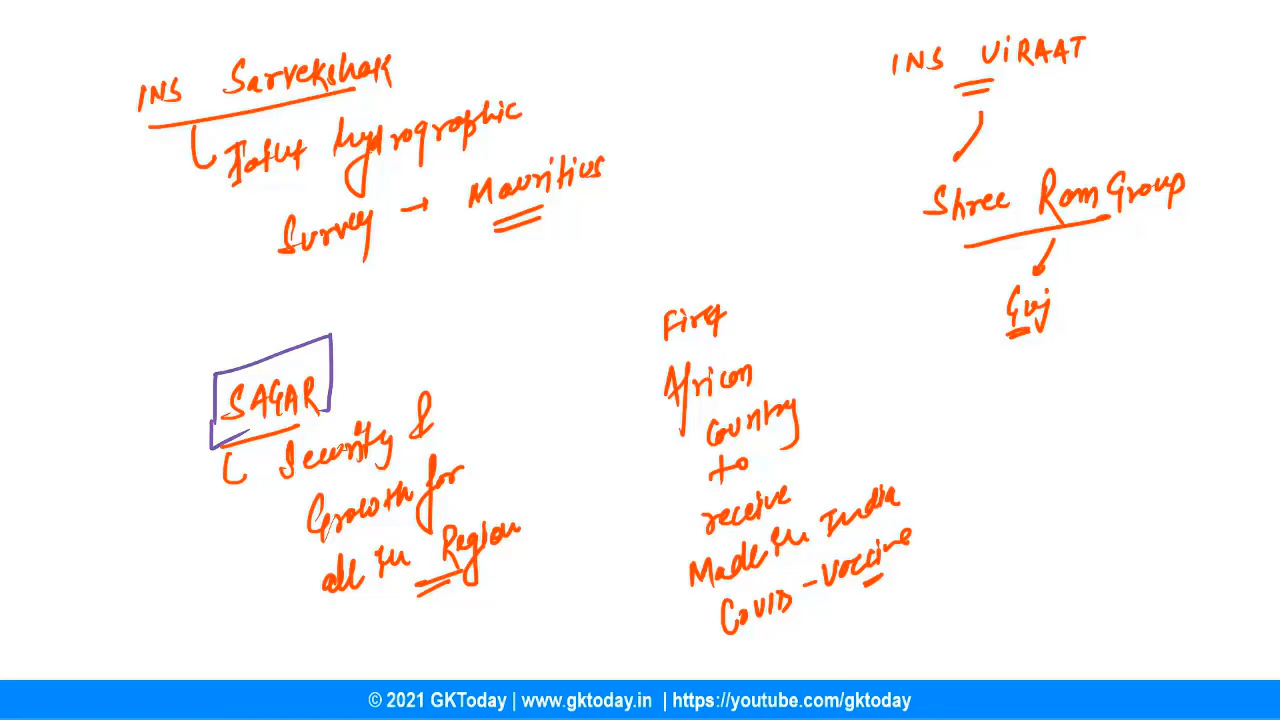 INS Sarvekshak
Joint hydrographic
Survey → Mauritius
INS VIRAAT
Shree Ram Group
Guj
SAGAR
Security &
Growth for
all in Region
First
African
country
to
receive
Made in India
COVID-Vaccine
© 2021 GKToday | www.gktoday.in | https://youtube.com/gktoday